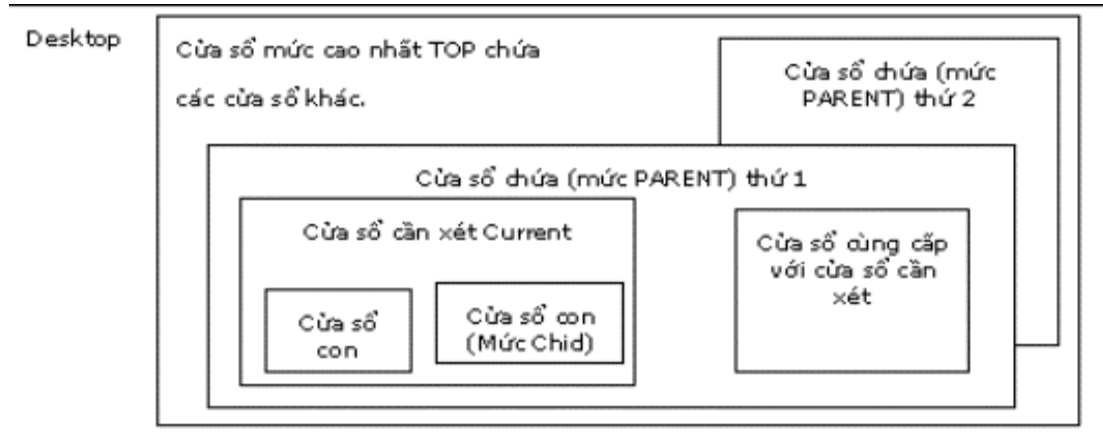 Desktop
Cửa sổ mức cao nhất TOP chứa
các cửa sổ khác.
Cửa sổ chứa (mức
PARENT) thứ 2
Cửa sổ chứa (mức PARENT) thứ 1
Cửa sổ cần xét Current
Cửa sổ cùng cấp
với cửa sổ cần
xét
Cửa sổ
con
Cửa sổ con
(Mức Chid)